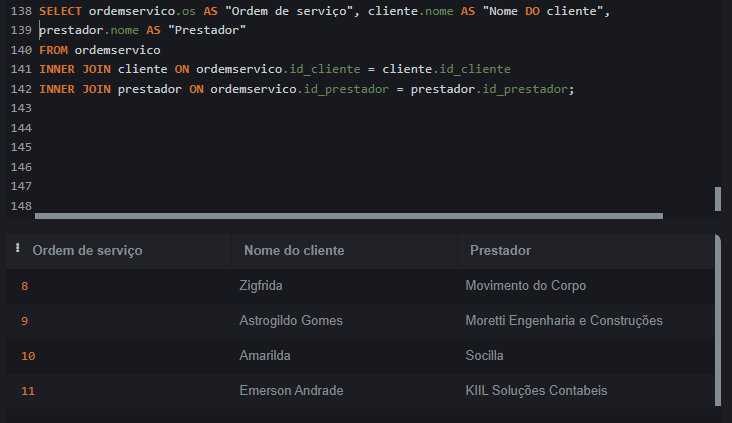 138 SELECT ordemservico.os AS "Ordem de serviço", cliente.nome AS "Nome DO cliente",
139 prestador.nome AS "Prestador"
140 FROM ordemservico
141 INNER JOIN cliente ON ordemservico.id_cliente = cliente.id_cliente
142 INNER JOIN prestador ON ordemservico.id_prestador = prestador.id_prestador;
143
144
145
146
147
148
Ordem de serviço Nome do cliente Prestador
8 Zigfrida Movimento do Corpo
9 Astrogildo Gomes Moretti Engenharia e Construções
10 Amarilda Socilla
11 Emerson Andrade KIIL Soluções Contabeis